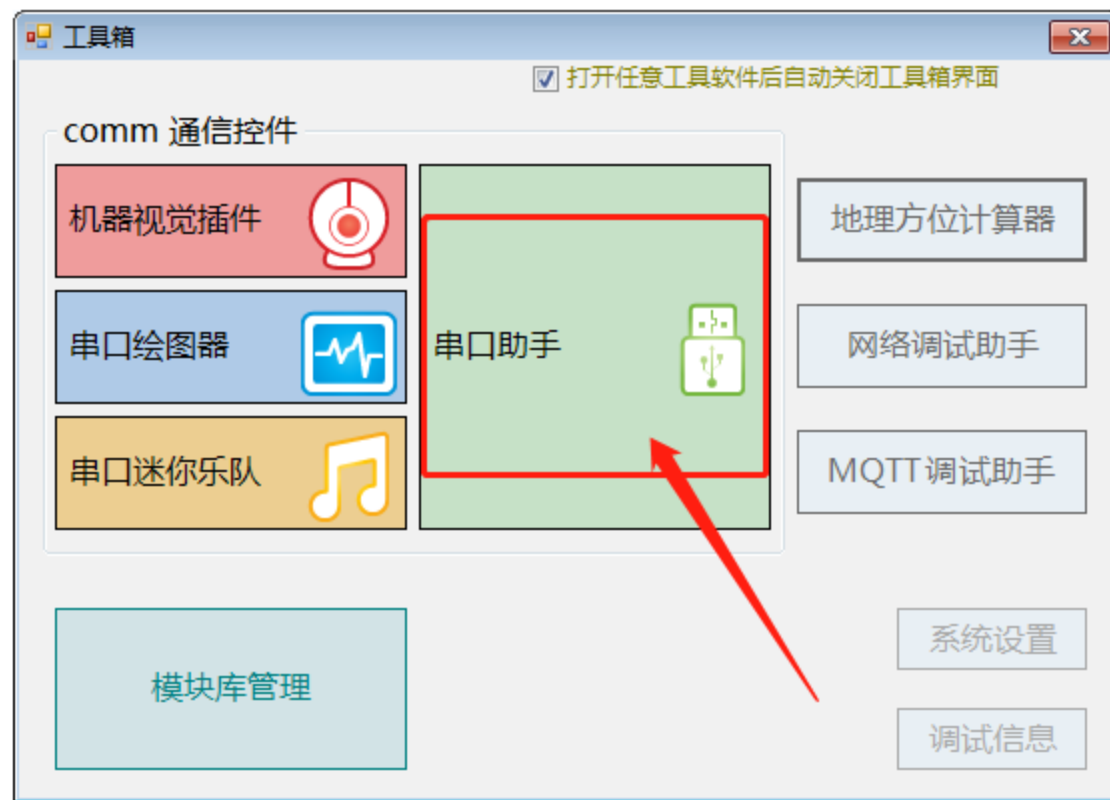 工具箱
打开任意工具软件后自动关闭工具箱界面
comm 通信控件
机器视觉插件
串口绘图器
串口迷你乐队
串口助手
地理方位计算器
网络调试助手
MQTT调试助手
模块库管理
系统设置
调试信息